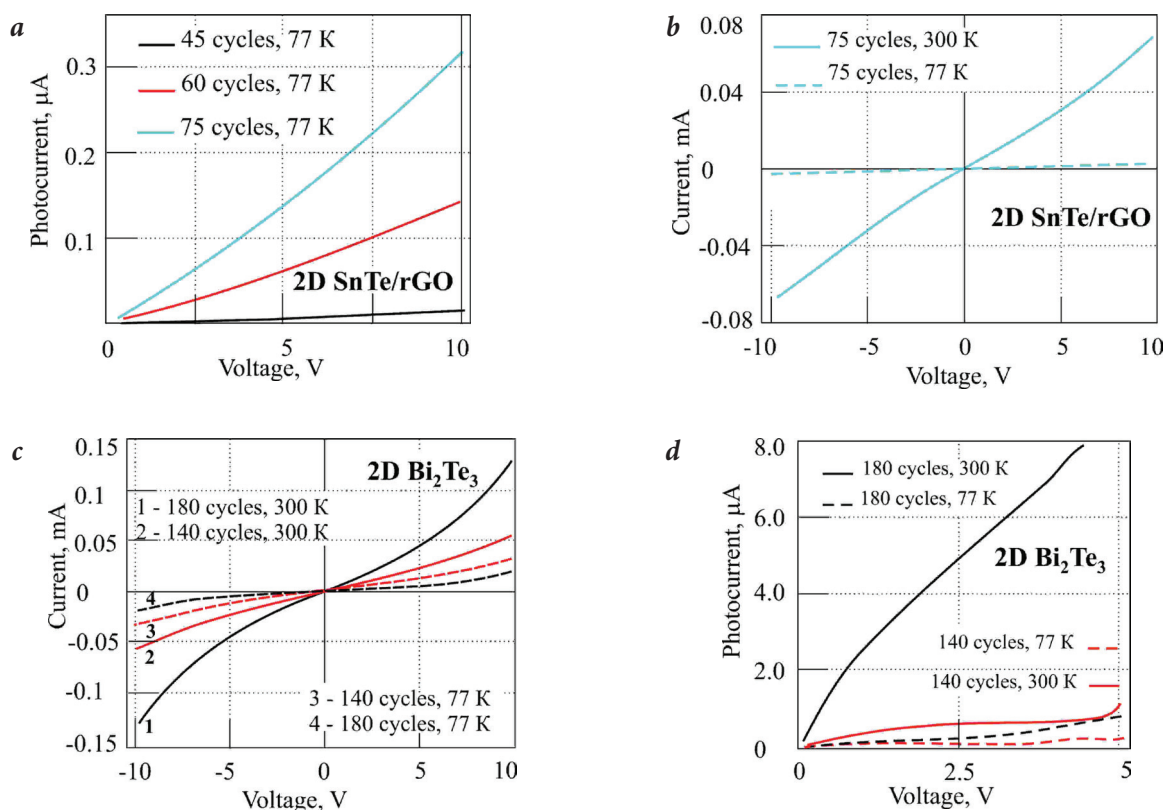 a
0.3
0.2
0.1
0
5
10
Photocurrent, μA
Voltage, V
45 cycles, 77 K
60 cycles, 77 K
75 cycles, 77 K
2D SnTe/rGO
b
0.04
0
-0.04
-0.08
-10
-5
0
5
10
Current, mA
Voltage, V
75 cycles, 300 K
75 cycles, 77 K
2D SnTe/rGO
c
0.15
0.1
0.05
0
-0.05
-0.1
-0.15
-10
-5
0
5
10
Current, mA
Voltage, V
2D Bi₂Te₃
1 - 180 cycles, 300 K
2 - 140 cycles, 300 K
4
3
2
1
3 - 140 cycles, 77 K
4 - 180 cycles, 77 K
d
8.0
6.0
4.0
2.0
0
0
2.5
5
Photocurrent, μA
Voltage, V
180 cycles, 300 K
180 cycles, 77 K
2D Bi₂Te₃
140 cycles, 77 K
140 cycles, 300 K